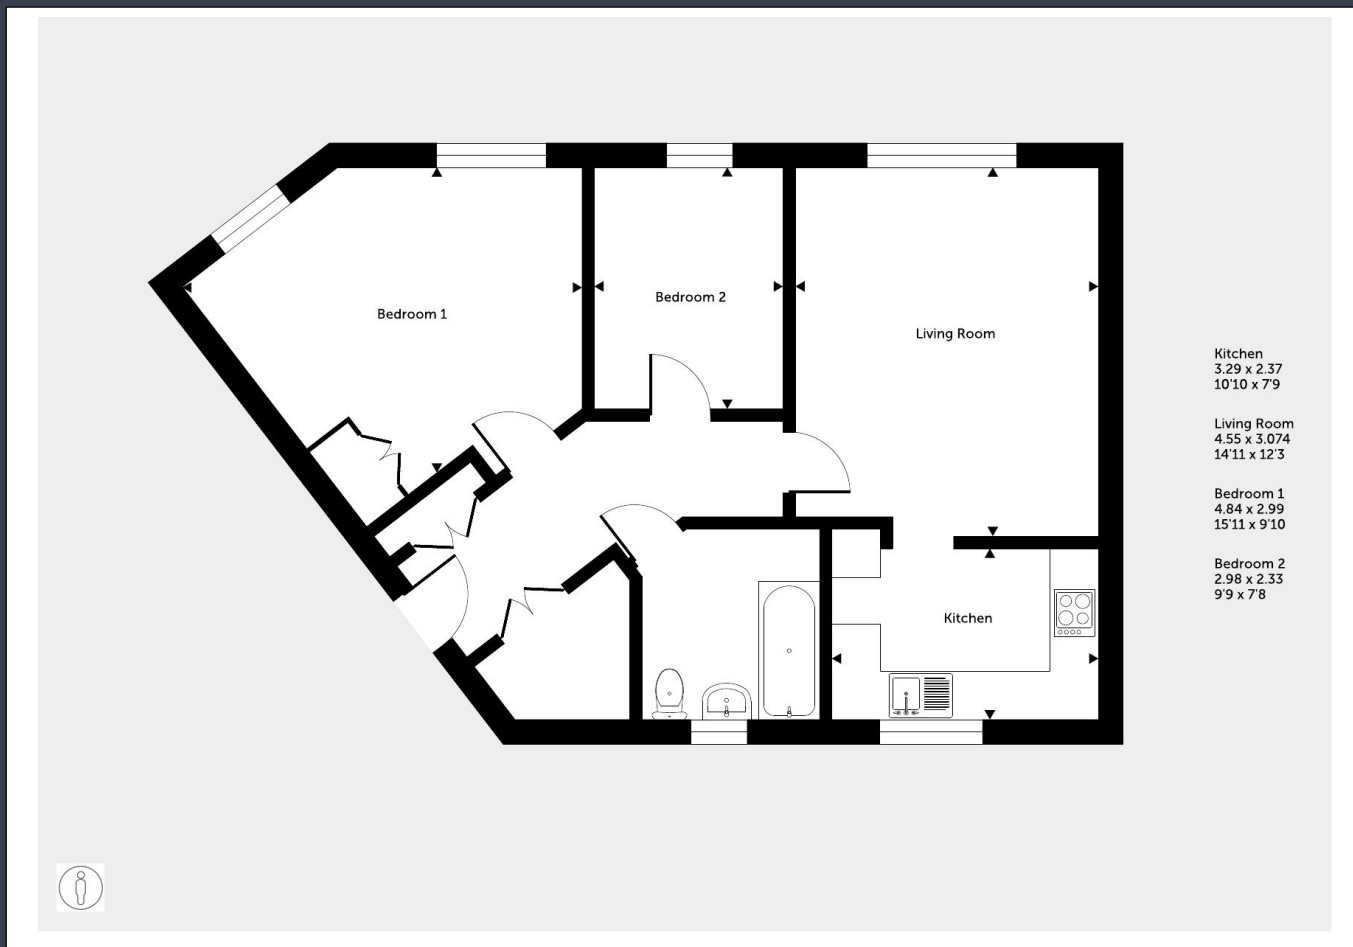 Bedroom 1
Bedroom 2
Living Room
Kitchen
Kitchen
3.29 x 2.37
10'10 x 7'9
Living Room
4.55 x 3.074
14'11 x 12'3
Bedroom 1
4.84 x 2.99
15'11 x 9'10
Bedroom 2
2.98 x 2.33
9'9 x 7'8